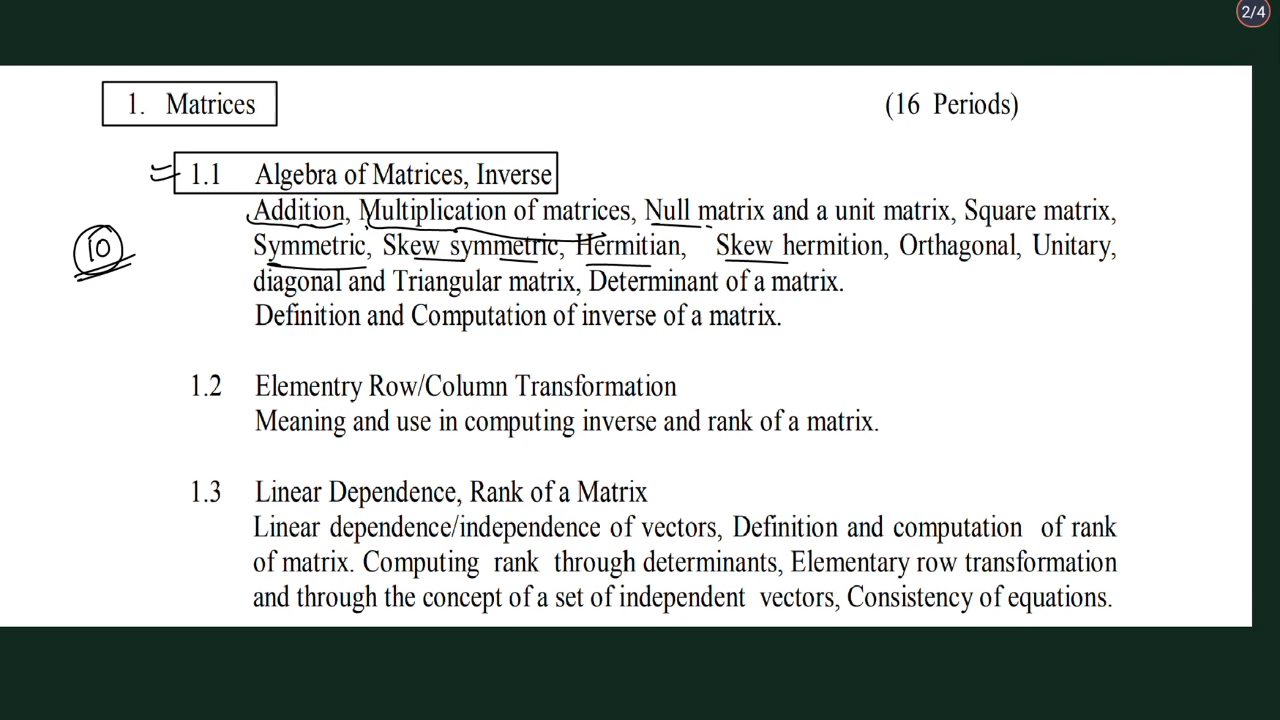 2/4
1. Matrices (16 Periods)
1.1 Algebra of Matrices, Inverse
Addition, Multiplication of matrices, Null matrix and a unit matrix, Square matrix,
10 Symmetric, Skew symmetric, Hermitian, Skew hermition, Orthagonal, Unitary,
diagonal and Triangular matrix, Determinant of a matrix.
Definition and Computation of inverse of a matrix.
1.2 Elementry Row/Column Transformation
Meaning and use in computing inverse and rank of a matrix.
1.3 Linear Dependence, Rank of a Matrix
Linear dependence/independence of vectors, Definition and computation of rank
of matrix. Computing rank through determinants, Elementary row transformation
and through the concept of a set of independent vectors, Consistency of equations.